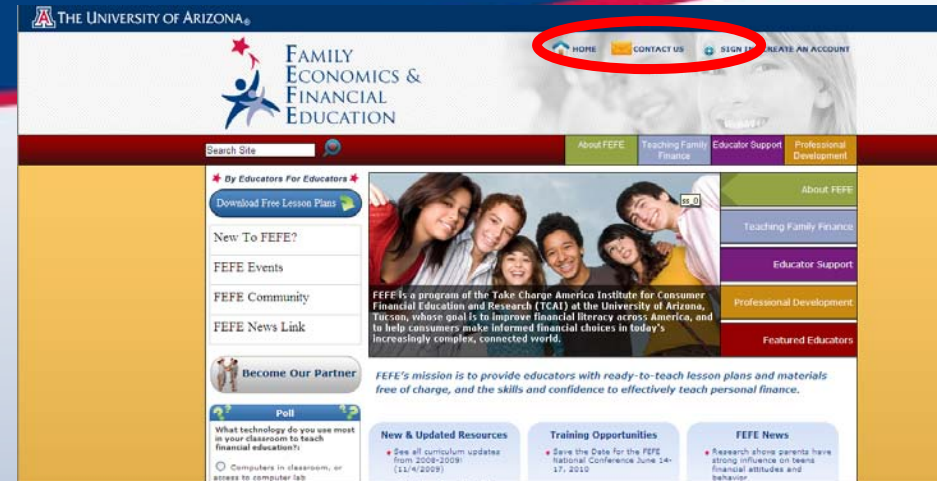 THE UNIVERSITY OF ARIZONA®
FAMILY
ECONOMICS &
FINANCIAL
EDUCATION
HOME
CONTACT US
SIGN IN
CREATE AN ACCOUNT
Search Site
About FEFE
Teaching Family
Finance
Educator Support
Professional
Development
By Educators For Educators
Download Free Lesson Plans
New To FEFE?
FEFE Events
FEFE Community
FEFE News Link
Become Our Partner
Poll
What technology do you use most
in your classroom to teach
financial education?:
Computers in classroom, or
access to computer lab
ss_0
FEFE is a program of the Take Charge America Institute for Consumer
Financial Education and Research (TCAI) at the University of Arizona,
Tucson, whose goal is to improve financial literacy across America, and
to help consumers make informed financial choices in today's
increasingly complex, connected world.
About FEFE
Teaching Family Finance
Educator Support
Professional Development
Featured Educators
FEFE's mission is to provide educators with ready-to-teach lesson plans and materials
free of charge, and the skills and confidence to effectively teach personal finance.
New & Updated Resources
See all curriculum updates
from 2008-2009!
(11/4/2009)
Training Opportunities
Save the Date for the FEFE
National Conference June 14-
17, 2010
FEFE News
Research shows parents have
strong influence on teens
financial attitudes and
behavior